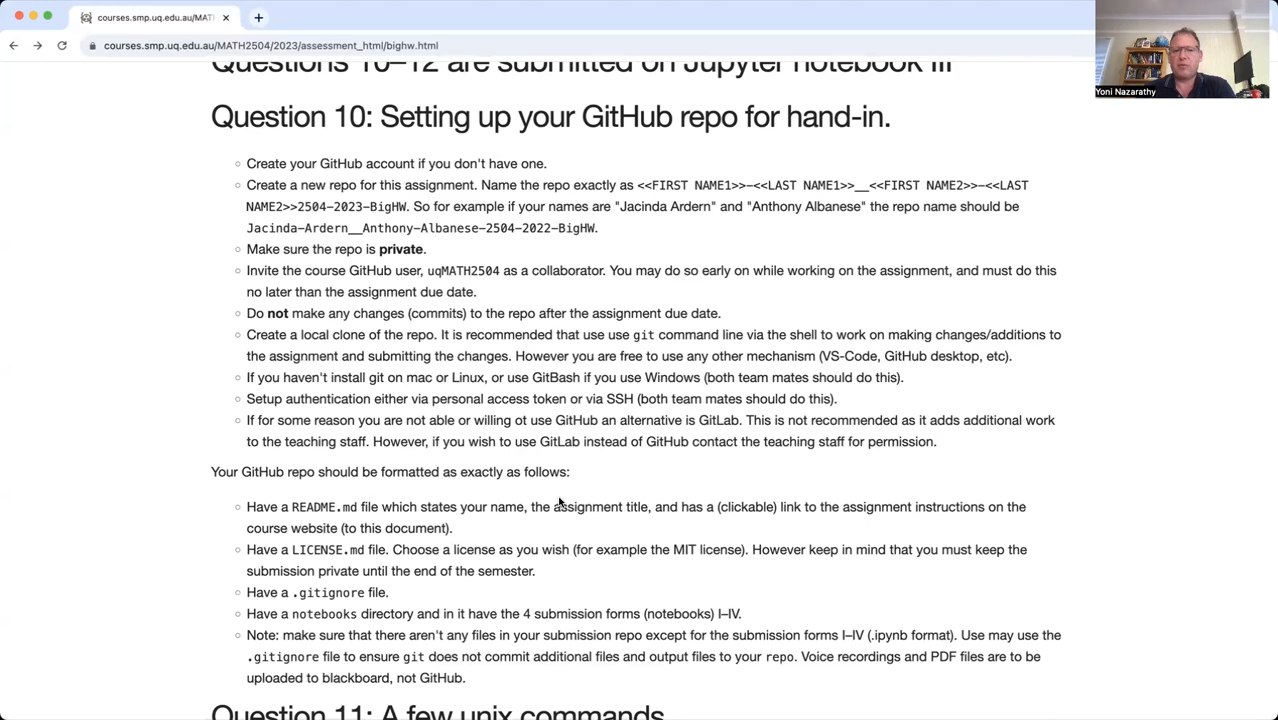 courses.smp.uq.edu.au/MAT
courses.smp.uq.edu.au/MATH2504/2023/assessment_html/bighw.html
Yoni Nazarathy
Questions 10–12 are submitted on Jupyter notebook III
Question 10: Setting up your GitHub repo for hand-in.
Create your GitHub account if you don't have one.
Create a new repo for this assignment. Name the repo exactly as <<FIRST NAME1>>-<<LAST NAME1>>__<<FIRST NAME2>>-<<LAST
NAME2>>2504-2023-BigHW. So for example if your names are "Jacinda Ardern" and "Anthony Albanese" the repo name should be
Jacinda-Ardern__Anthony-Albanese-2504-2022-BigHW.
Make sure the repo is private.
Invite the course GitHub user, uqMATH2504 as a collaborator. You may do so early on while working on the assignment, and must do this
no later than the assignment due date.
Do not make any changes (commits) to the repo after the assignment due date.
Create a local clone of the repo. It is recommended that use use git command line via the shell to work on making changes/additions to
the assignment and submitting the changes. However you are free to use any other mechanism (VS-Code, GitHub desktop, etc).
If you haven't install git on mac or Linux, or use GitBash if you use Windows (both team mates should do this).
Setup authentication either via personal access token or via SSH (both team mates should do this).
If for some reason you are not able or willing ot use GitHub an alternative is GitLab. This is not recommended as it adds additional work
to the teaching staff. However, if you wish to use GitLab instead of GitHub contact the teaching staff for permission.
Your GitHub repo should be formatted as exactly as follows:
Have a README.md file which states your name, the assignment title, and has a (clickable) link to the assignment instructions on the
course website (to this document).
Have a LICENSE.md file. Choose a license as you wish (for example the MIT license). However keep in mind that you must keep the
submission private until the end of the semester.
Have a .gitignore file.
Have a notebooks directory and in it have the 4 submission forms (notebooks) I–IV.
Note: make sure that there aren't any files in your submission repo except for the submission forms I–IV (.ipynb format). Use may use the
.gitignore file to ensure git does not commit additional files and output files to your repo. Voice recordings and PDF files are to be
uploaded to blackboard, not GitHub.
Question 11: A few unix commands